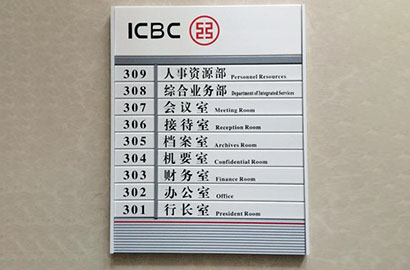 ICBC
309 人事资源部 Personnel Resources
308 综合业务部 Department of Integrated Services
307 会议室 Meeting Room
306 接待室 Reception Room
305 档案室 Archives Room
304 机要室 Confidential Room
303 财务室 Finance Room
302 办公室 Office
301 行长室 President Room